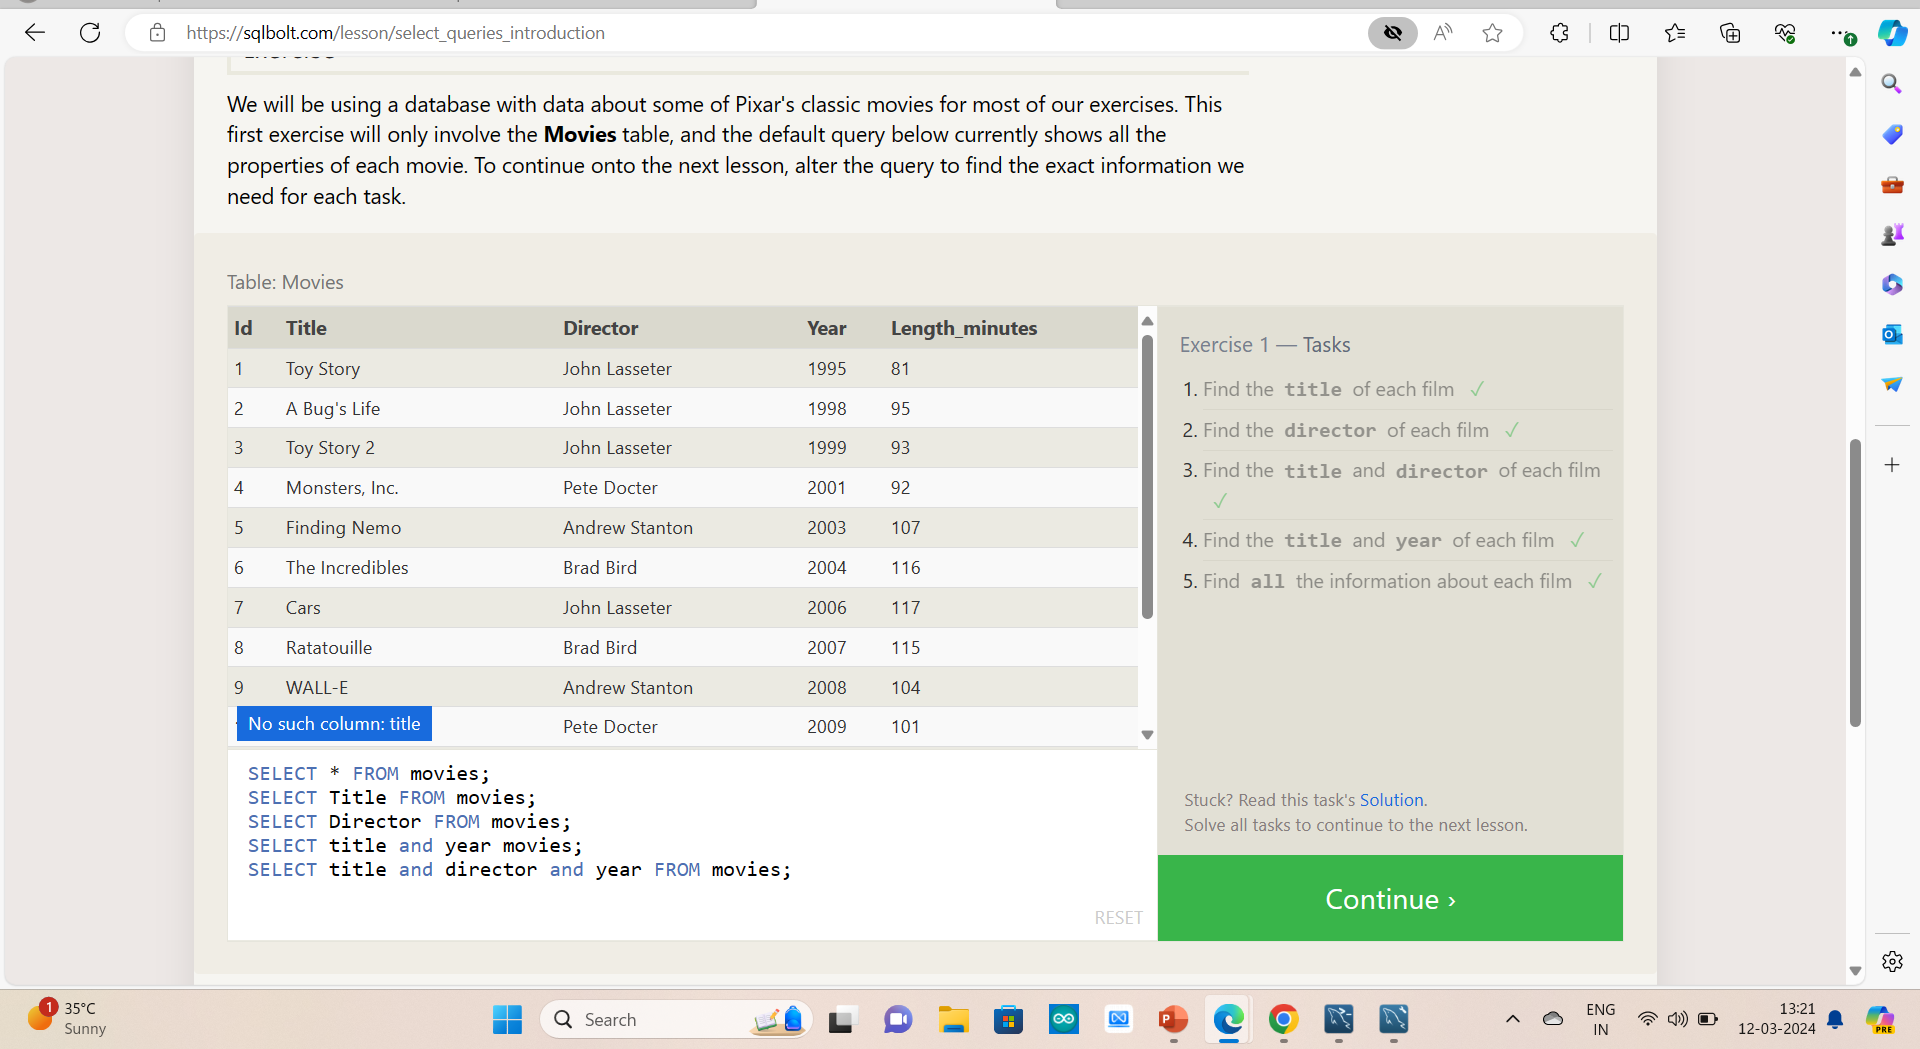 https://sqlbolt.com/lesson/select_queries_introduction
We will be using a database with data about some of Pixar's classic movies for most of our exercises. This
first exercise will only involve the Movies table, and the default query below currently shows all the
properties of each movie. To continue onto the next lesson, alter the query to find the exact information we
need for each task.
Table: Movies
Id Title Director Year Length_minutes
1 Toy Story John Lasseter 1995 81
2 A Bug's Life John Lasseter 1998 95
3 Toy Story 2 John Lasseter 1999 93
4 Monsters, Inc. Pete Docter 2001 92
5 Finding Nemo Andrew Stanton 2003 107
6 The Incredibles Brad Bird 2004 116
7 Cars John Lasseter 2006 117
8 Ratatouille Brad Bird 2007 115
9 WALL-E Andrew Stanton 2008 104
Pete Docter 2009 101
No such column: title
SELECT * FROM movies;
SELECT Title FROM movies;
SELECT Director FROM movies;
SELECT title and year movies;
SELECT title and director and year FROM movies;
RESET
Exercise 1 — Tasks
1. Find the title of each film ✓
2. Find the director of each film ✓
3. Find the title and director of each film
✓
4. Find the title and year of each film ✓
5. Find all the information about each film ✓
Stuck? Read this task's Solution.
Solve all tasks to continue to the next lesson.
Continue ›
1
35°C
Sunny
Search
ENG
IN
13:21
12-03-2024
PRE